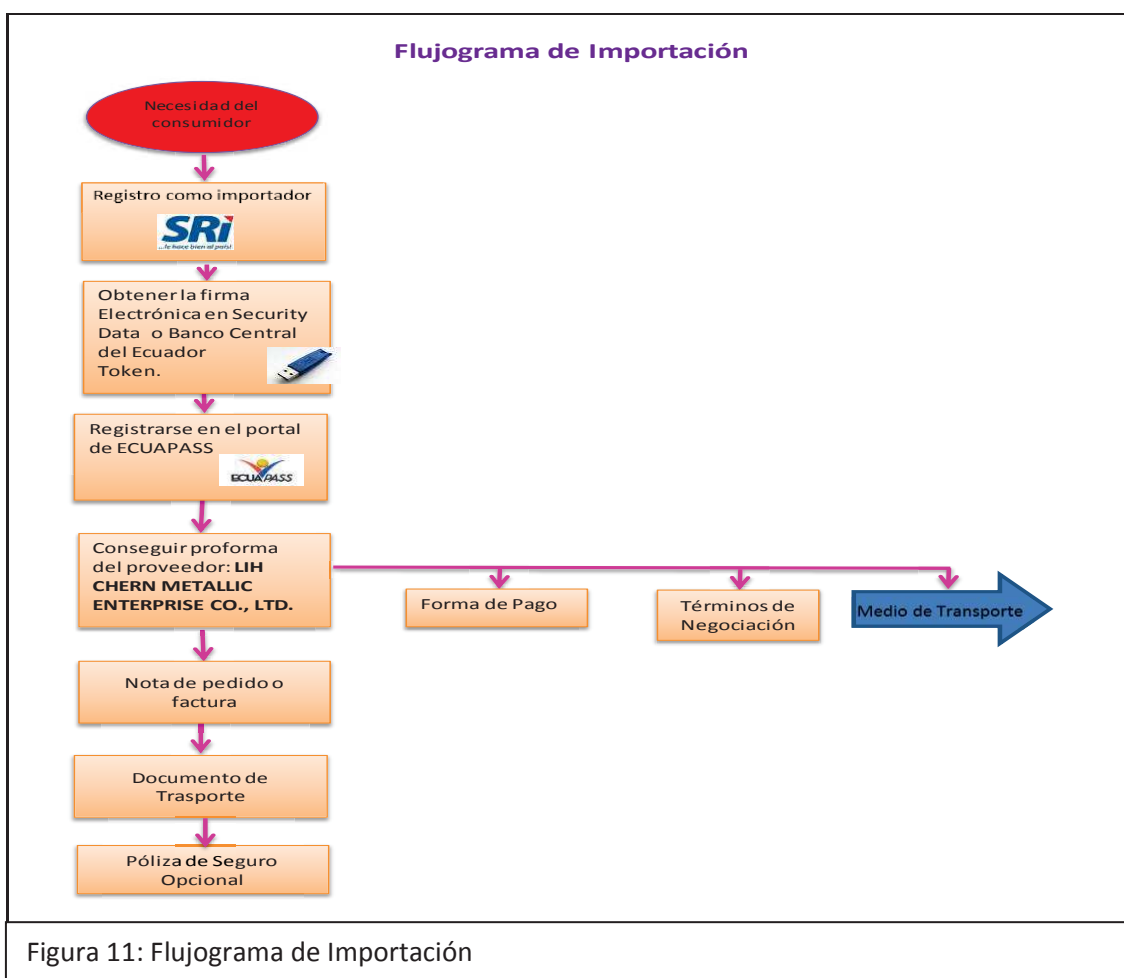 Flujograma de Importación
Necesidad del
consumidor
Registro como importador
SRi
...le hace bien al país!
Obtener la firma
Electrónica en Security
Data o Banco Central
del Ecuador
Token.
Registrarse en el portal
de ECUAPASS
ECUAPASS
Conseguir proforma
del proveedor: LIH
CHERN METALLIC
ENTERPRISE CO., LTD.
Forma de Pago
Términos de
Negociación
Medio de Transporte
Nota de pedido o
factura
Documento de
Trasporte
Póliza de Seguro
Opcional
Figura 11: Flujograma de Importación